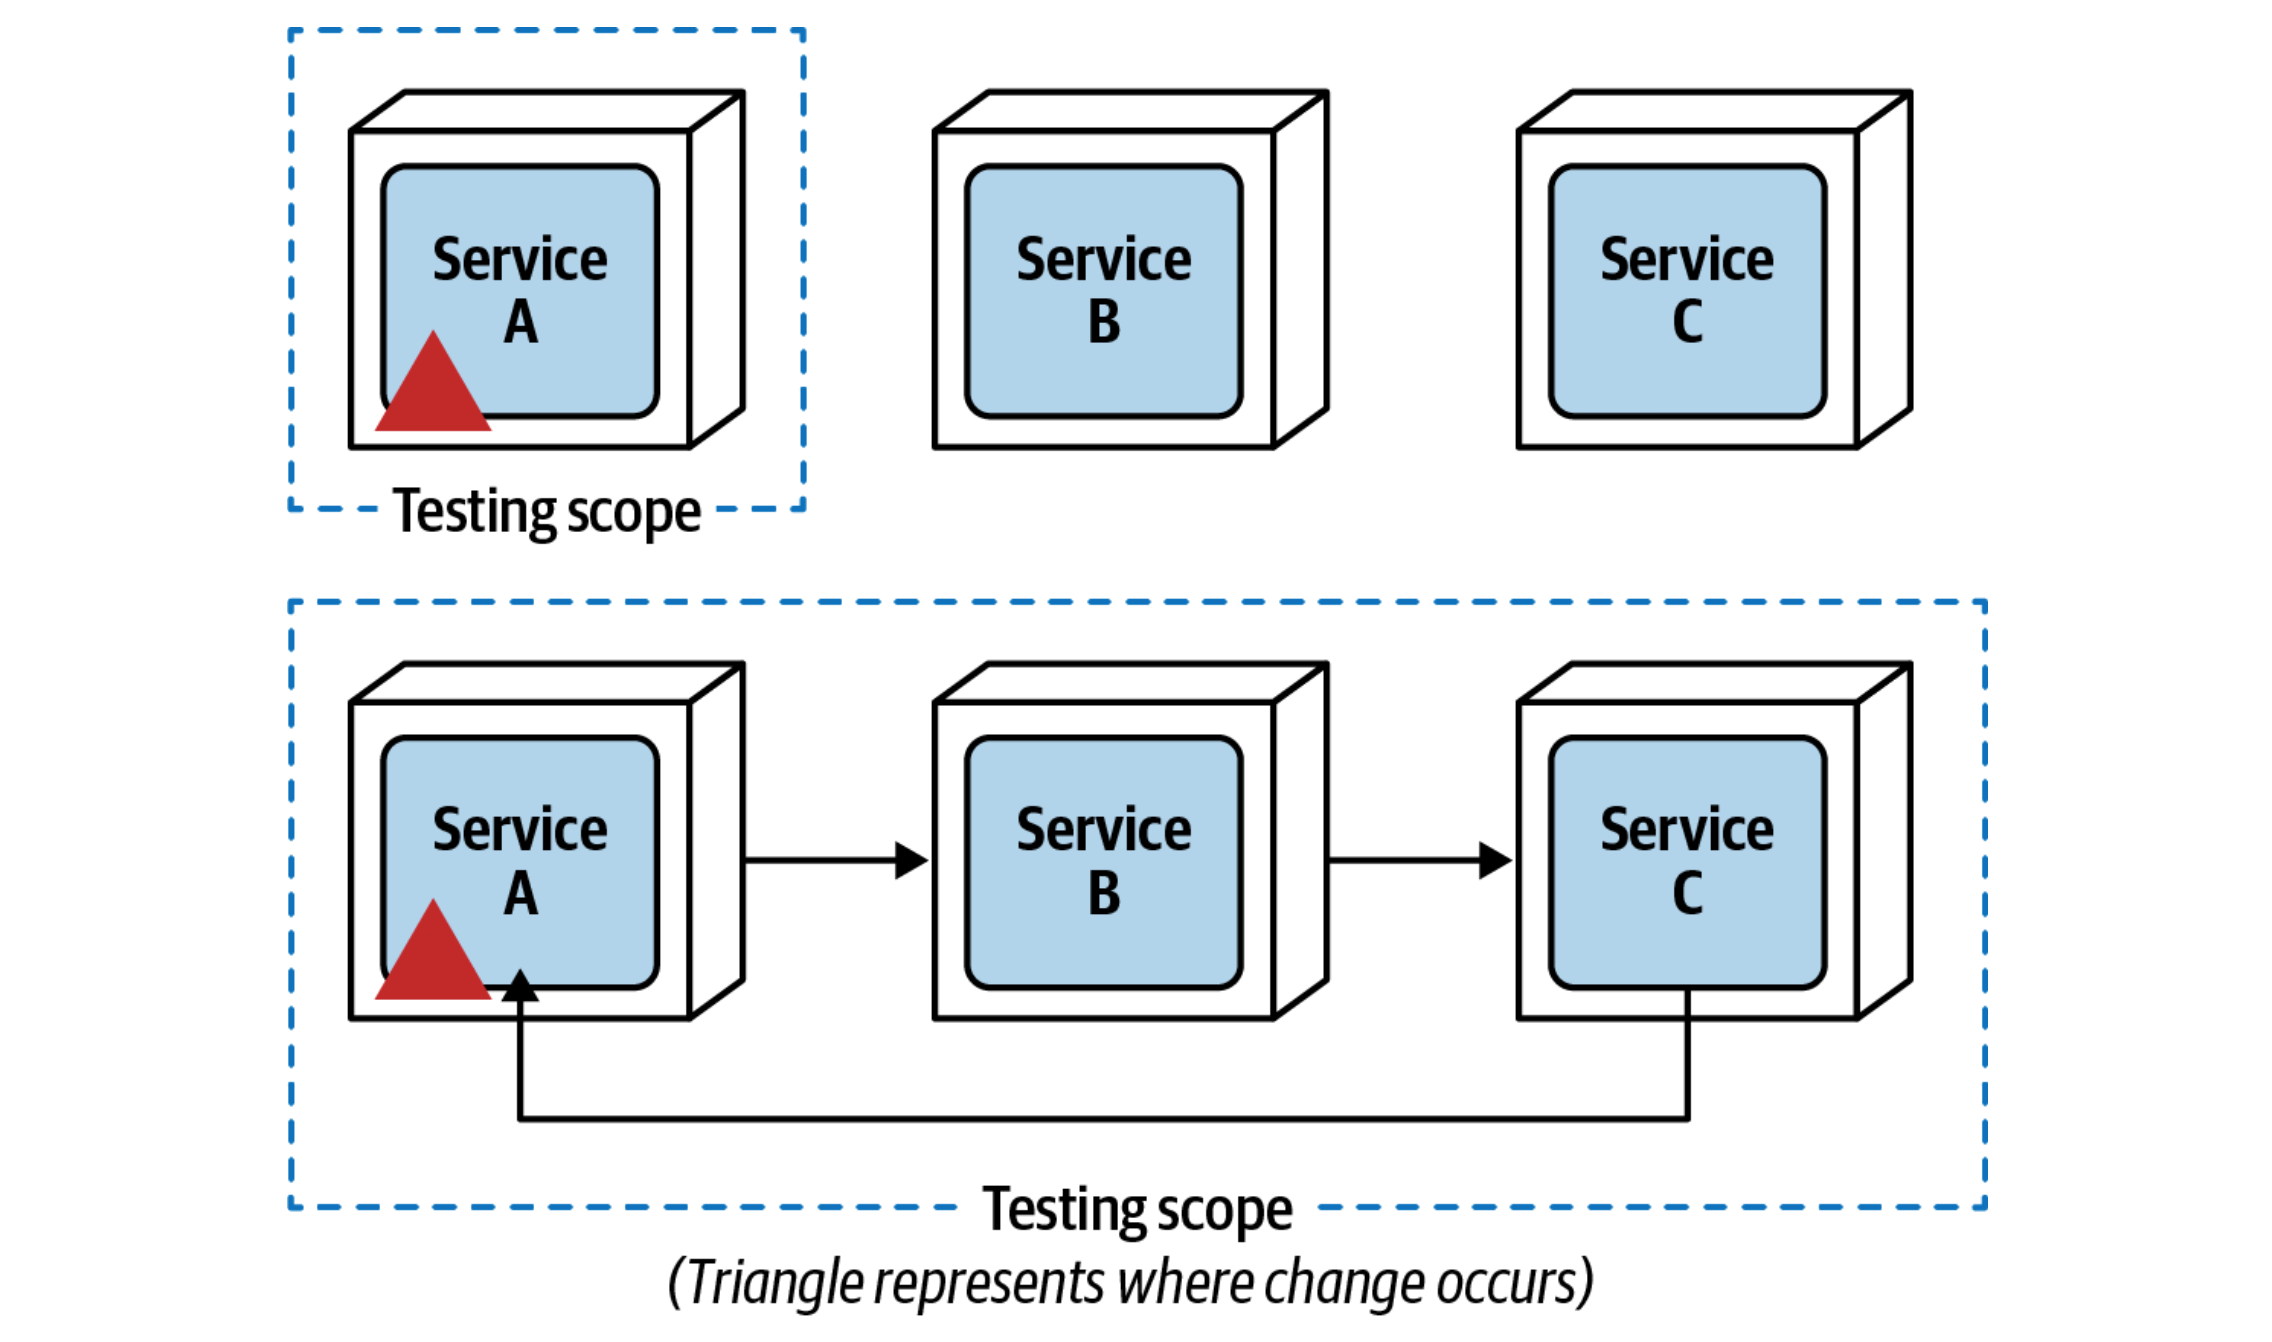 Service
A
Service
B
Service
C
Testing scope
Service
A
Service
B
Service
C
Testing scope
(Triangle represents where change occurs)